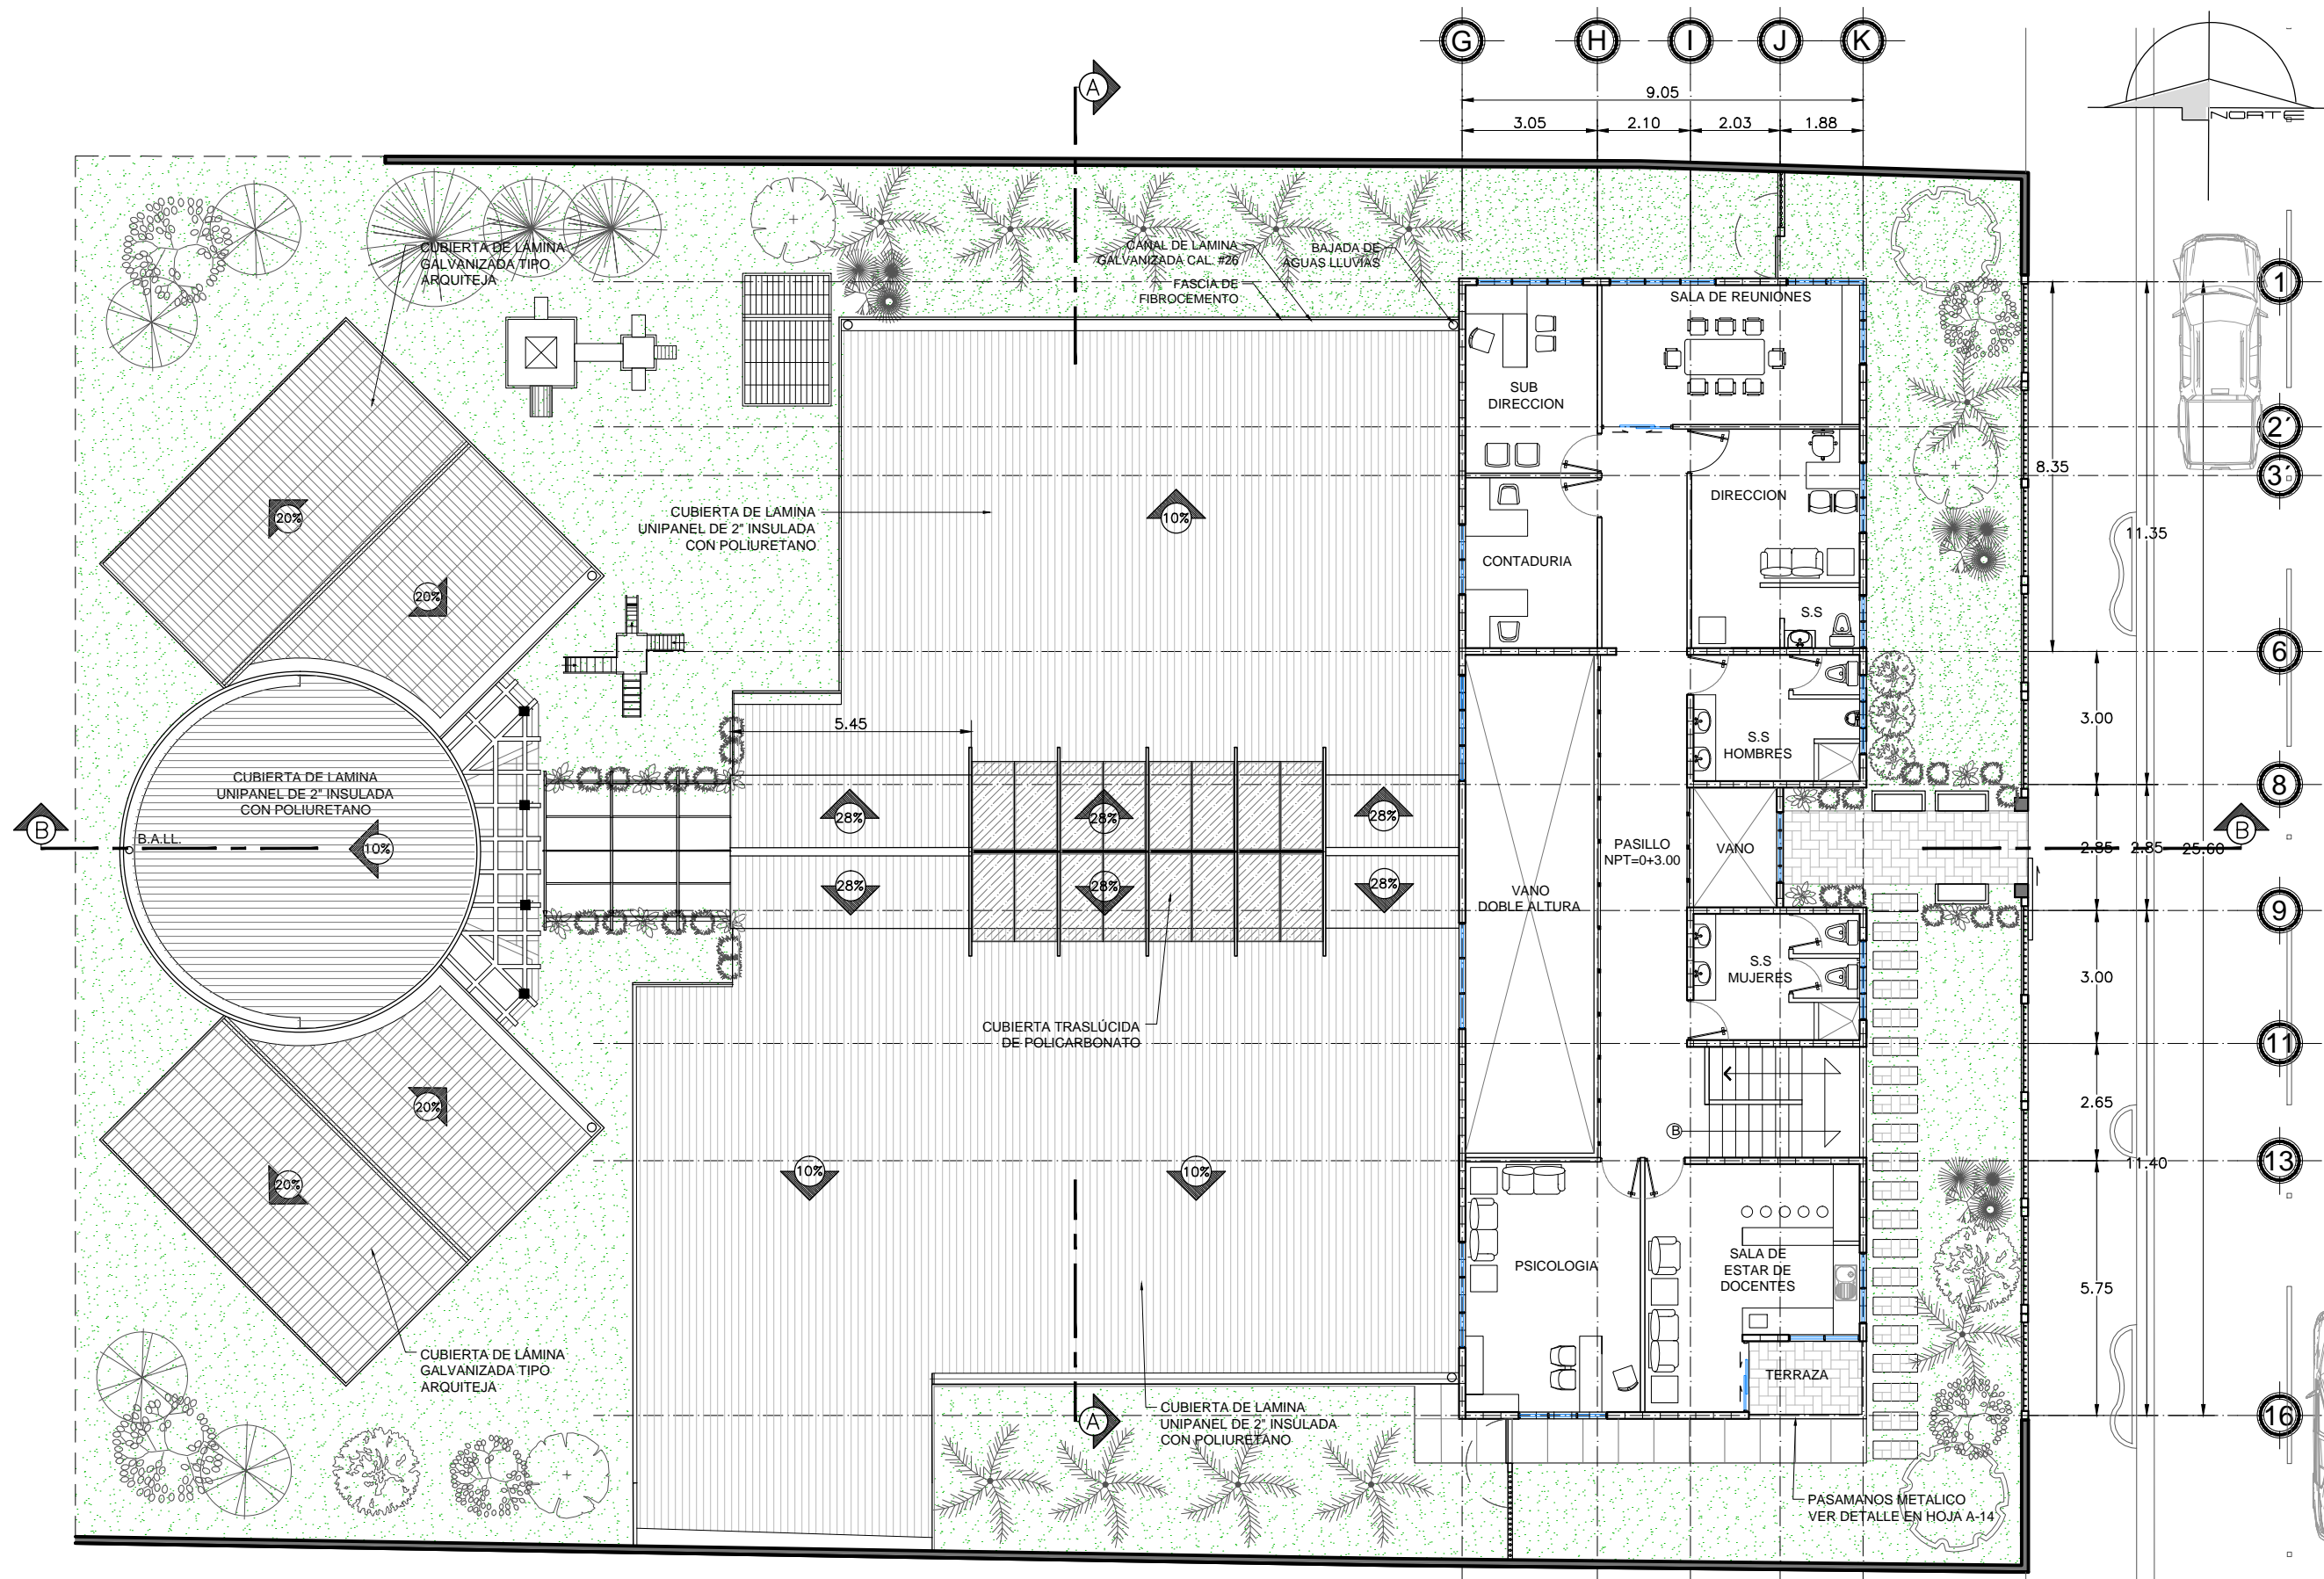 G
H
I
J
K
9.05
3.05
2.10
2.03
1.88
NORTE
A
CUBIERTA DE LÁMINA
GALVANIZADA TIPO
ARQUITEJA
CANAL DE LAMINA
GALVANIZADA CAL. #26
BAJADA DE
AGUAS LLUVIAS
FASCIA DE
FIBROCEMENTO
SALA DE REUNIONES
1
SUB
DIRECCION
2´
3´
8.35
DIRECCION
20%
CUBIERTA DE LAMINA
UNIPANEL DE 2" INSULADA
CON POLIURETANO
10%
11.35
CONTADURIA
20%
S.S
6
5.45
3.00
S.S
HOMBRES
CUBIERTA DE LAMINA
UNIPANEL DE 2" INSULADA
CON POLIURETANO
8
B
B.A.LL.
10%
28%
28%
28%
PASILLO
NPT=0+3.00
VANO
2.85
2.85
25.60
B
28%
28%
28%
VANO
DOBLE ALTURA
9
S.S
MUJERES
3.00
CUBIERTA TRASLÚCIDA
DE POLICARBONATO
11
20%
2.65
B
20%
10%
10%
11.40
13
PSICOLOGIA
SALA DE
ESTAR DE
DOCENTES
5.75
CUBIERTA DE LÁMINA
GALVANIZADA TIPO
ARQUITEJA
TERRAZA
A
CUBIERTA DE LAMINA
UNIPANEL DE 2" INSULADA
CON POLIURETANO
16
PASAMANOS METALICO
VER DETALLE EN HOJA A-14